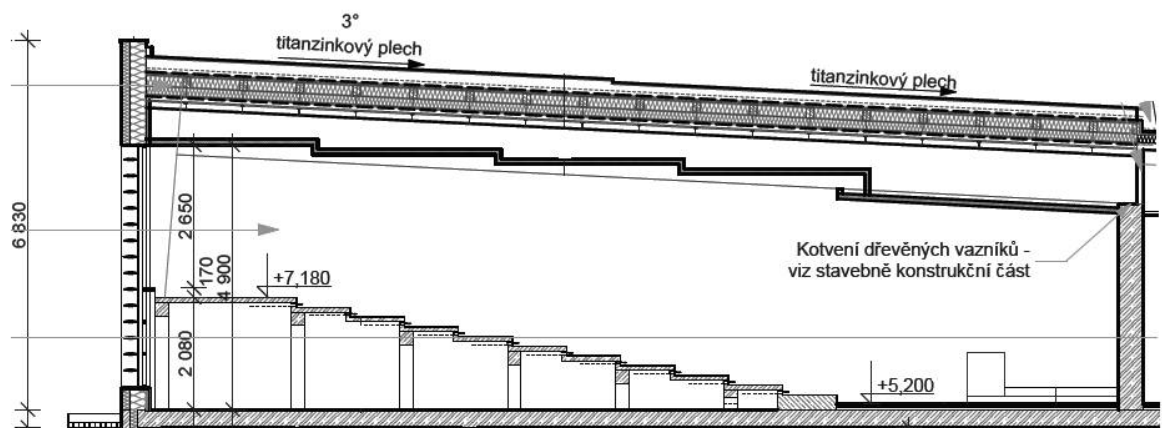 3°
titanzinkový plech
titanzinkový plech
6 830
2 650
170
4 900
2 080
+7,180
Kotvení dřevěných vazníků -
viz stavebně konstrukční část
+5,200